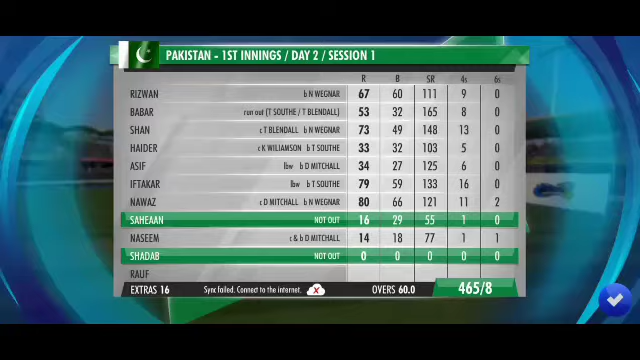 PAKISTAN - 1ST INNINGS / DAY 2 / SESSION 1
R B SR 4s 6s
RIZWAN b N WEGNAR 67 60 111 9 0
BABAR run out (T SOUTHE / T BLENDALL) 53 32 165 8 0
SHAN c T BLENDALL b N WEGNAR 73 49 148 13 0
HAIDER c K WILIAMSON b T SOUTHE 33 32 103 5 0
ASIF lbw b D MITCHALL 34 27 125 6 0
IFTAKAR lbw b T SOUTHE 79 59 133 16 0
NAWAZ c D MITCHALL b N WEGNAR 80 66 121 11 2
SAHEAAN NOT OUT 16 29 55 1 0
NASEEM c & b D MITCHALL 14 18 77 1 1
SHADAB NOT OUT 0 0 0 0 0
RAUF
EXTRAS 16 Sync failed. Connect to the internet. OVERS 60.0 465/8